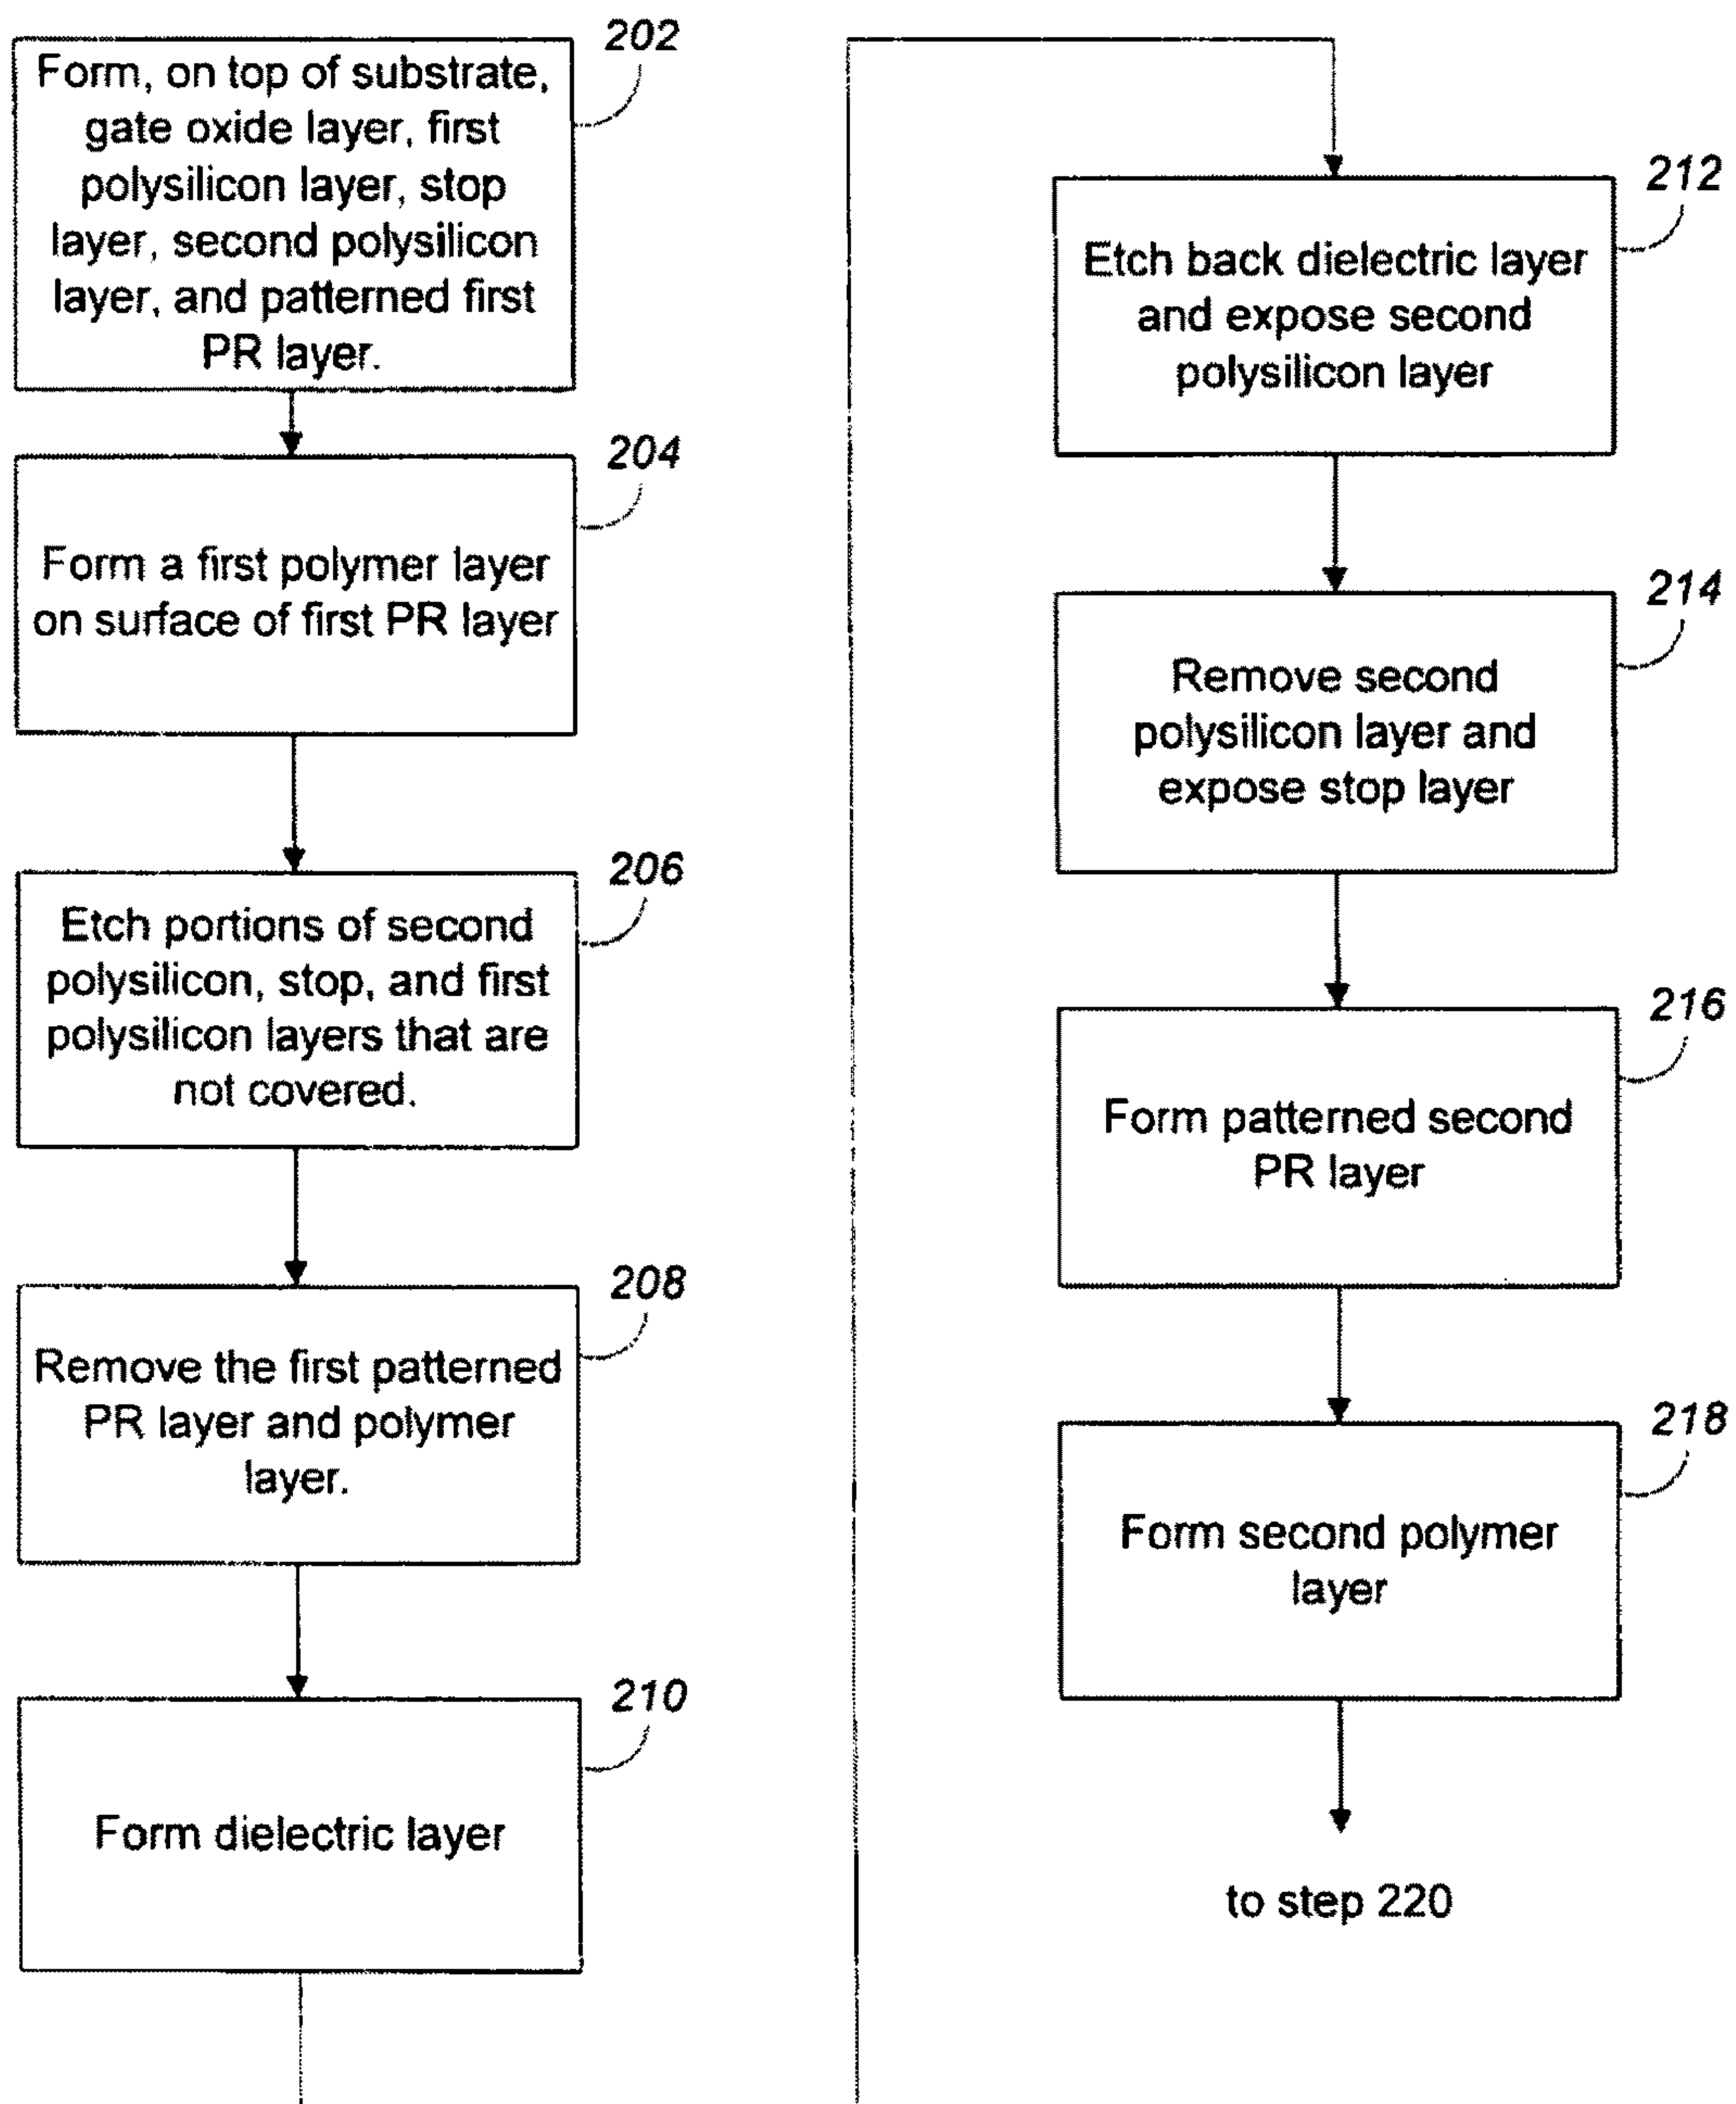 202
Form, on top of substrate,
gate oxide layer, first
polysilicon layer, stop
layer, second polysilicon
layer, and patterned first
PR layer.
204
Form a first polymer layer
on surface of first PR layer
206
Etch portions of second
polysilicon, stop, and first
polysilicon layers that are
not covered.
208
Remove the first patterned
PR layer and polymer
layer.
210
Form dielectric layer
212
Etch back dielectric layer
and expose second
polysilicon layer
214
Remove second
polysilicon layer and
expose stop layer
216
Form patterned second
PR layer
218
Form second polymer
layer
to step 220